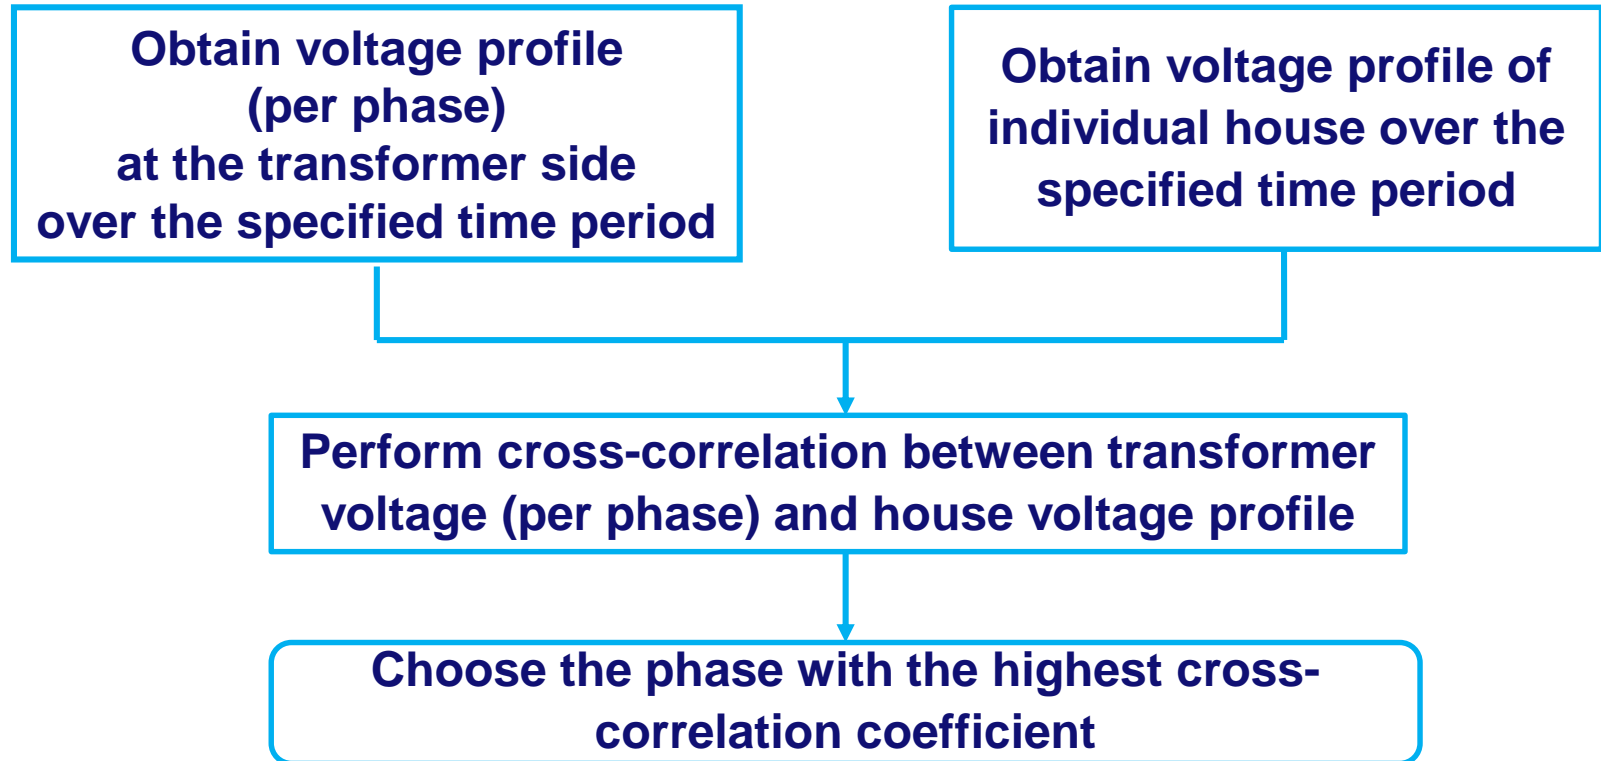 Obtain voltage profile
(per phase)
at the transformer side
over the specified time period
Obtain voltage profile of
individual house over the
specified time period
Perform cross-correlation between transformer
voltage (per phase) and house voltage profile
Choose the phase with the highest cross-
correlation coefficient